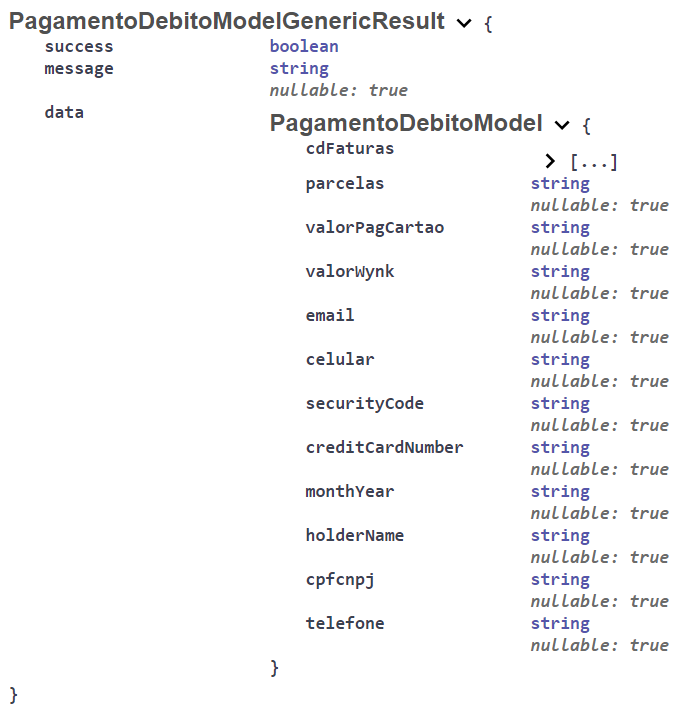 PagamentoDebitoModelGenericResult {
success boolean
message string
nullable: true
data
PagamentoDebitoModel {
cdFaturas
[...]
parcelas string
nullable: true
valorPagCartao string
nullable: true
valorWynk string
nullable: true
email string
nullable: true
celular string
nullable: true
securityCode string
nullable: true
creditCardNumber string
nullable: true
monthYear string
nullable: true
holderName string
nullable: true
cpfcnpj string
nullable: true
telefone string
nullable: true
}
}